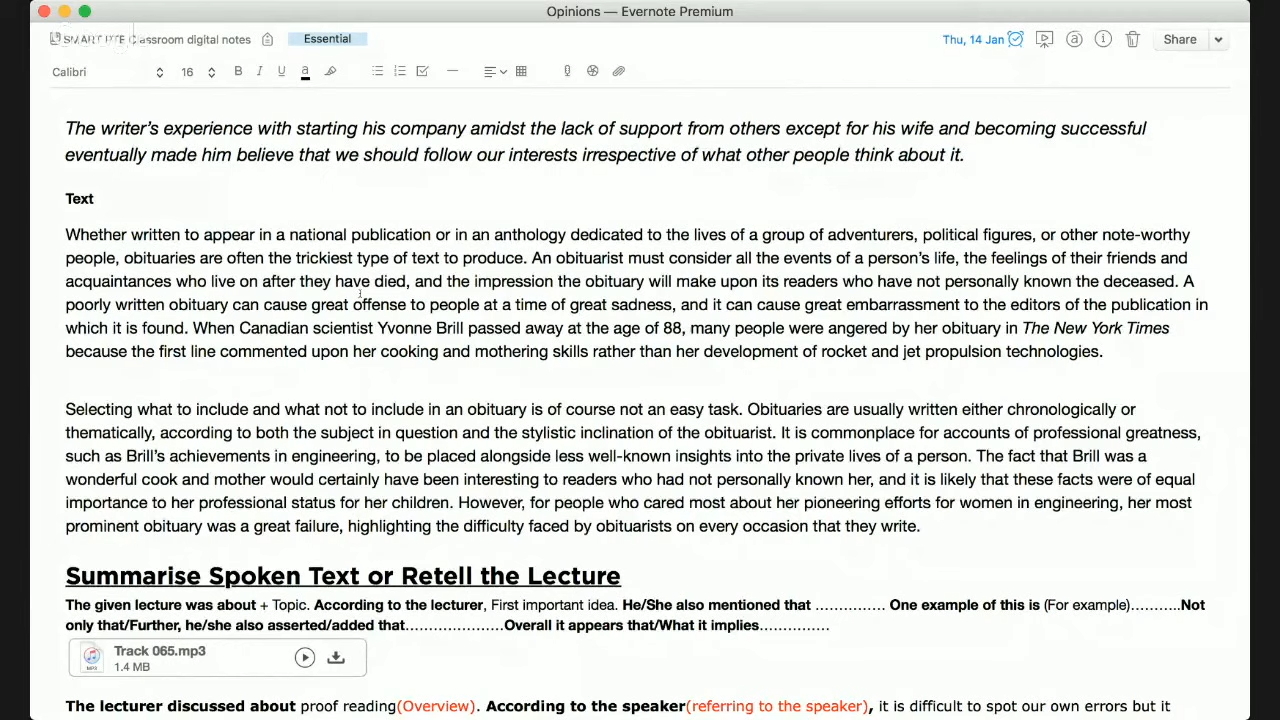 Opinions — Evernote Premium
SMART PTE Classroom digital notes Essential Thu, 14 Jan Share
Calibri 16 B I U a
The writer's experience with starting his company amidst the lack of support from others except for his wife and becoming successful
eventually made him believe that we should follow our interests irrespective of what other people think about it.
Text
Whether written to appear in a national publication or in an anthology dedicated to the lives of a group of adventurers, political figures, or other note-worthy
people, obituaries are often the trickiest type of text to produce. An obituarist must consider all the events of a person's life, the feelings of their friends and
acquaintances who live on after they have died, and the impression the obituary will make upon its readers who have not personally known the deceased. A
poorly written obituary can cause great offense to people at a time of great sadness, and it can cause great embarrassment to the editors of the publication in
which it is found. When Canadian scientist Yvonne Brill passed away at the age of 88, many people were angered by her obituary in The New York Times
because the first line commented upon her cooking and mothering skills rather than her development of rocket and jet propulsion technologies.
Selecting what to include and what not to include in an obituary is of course not an easy task. Obituaries are usually written either chronologically or
thematically, according to both the subject in question and the stylistic inclination of the obituarist. It is commonplace for accounts of professional greatness,
such as Brill's achievements in engineering, to be placed alongside less well-known insights into the private lives of a person. The fact that Brill was a
wonderful cook and mother would certainly have been interesting to readers who had not personally known her, and it is likely that these facts were of equal
importance to her professional status for her children. However, for people who cared most about her pioneering efforts for women in engineering, her most
prominent obituary was a great failure, highlighting the difficulty faced by obituarists on every occasion that they write.
Summarise Spoken Text or Retell the Lecture
The given lecture was about + Topic. According to the lecturer, First important idea. He/She also mentioned that …………… One example of this is (For example)……….Not
only that/Further, he/she also asserted/added that………………….Overall it appears that/What it implies……………
Track 065.mp3
MP3 1.4 MB
The lecturer discussed about proof reading(Overview). According to the speaker(referring to the speaker), it is difficult to spot our own errors but it